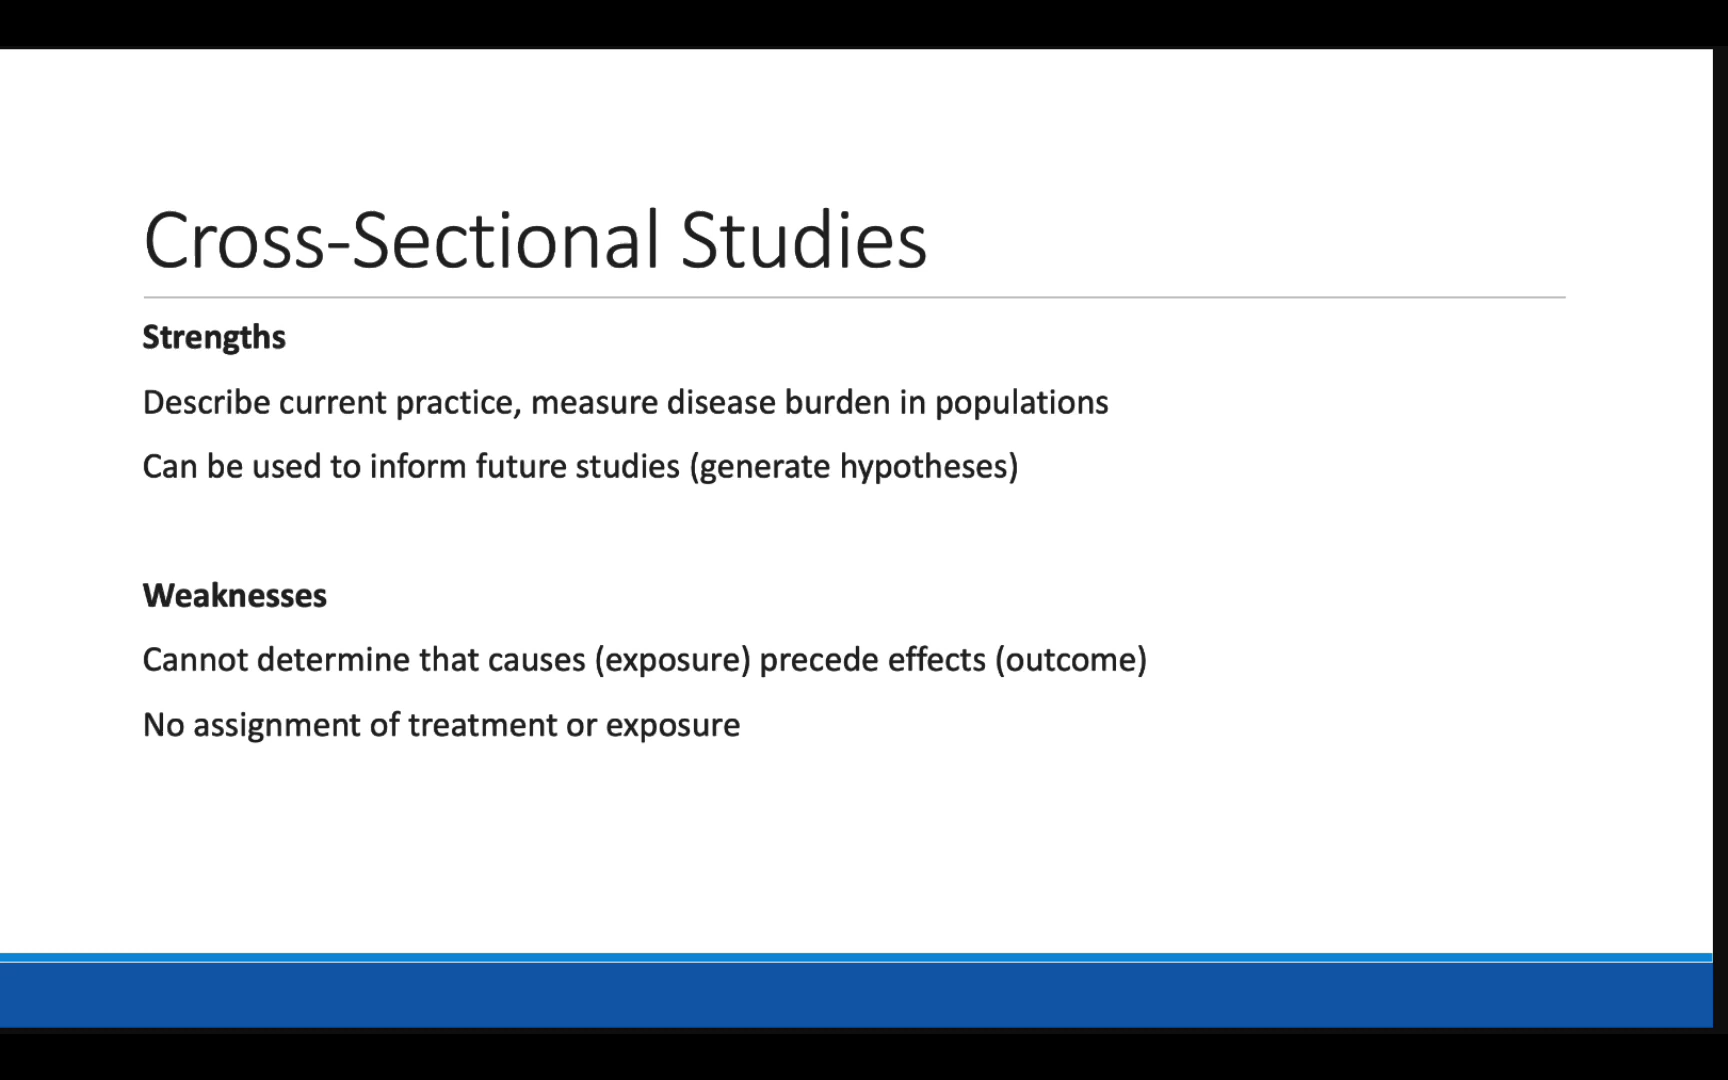 Cross-Sectional Studies
Strengths
Describe current practice, measure disease burden in populations
Can be used to inform future studies (generate hypotheses)
Weaknesses
Cannot determine that causes (exposure) precede effects (outcome)
No assignment of treatment or exposure